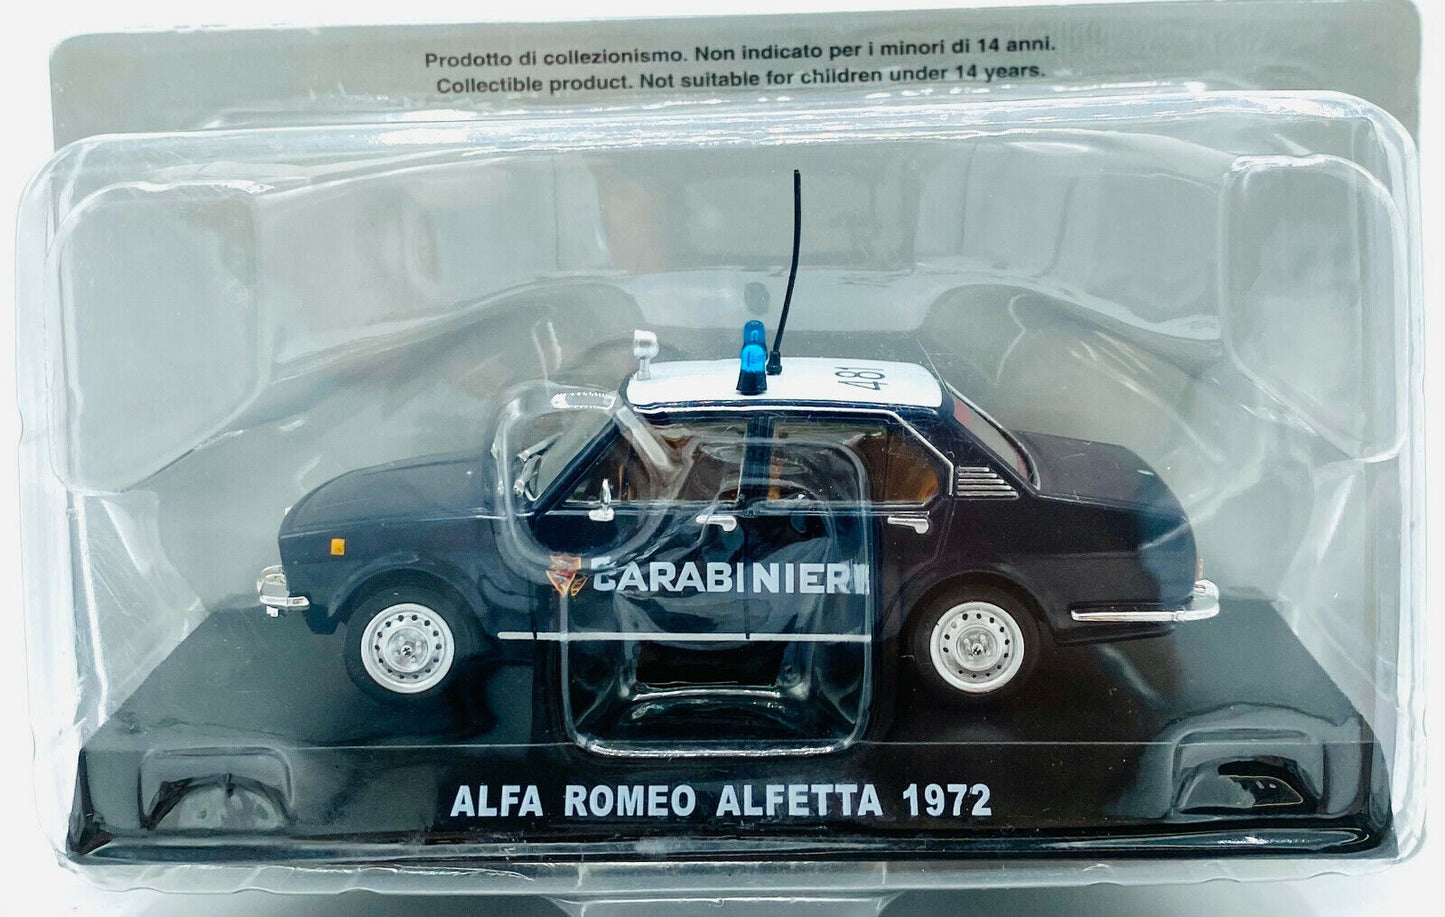 Prodotto di collezionismo. Non indicato per i minori di 14 anni.
Collectible product. Not suitable for children under 14 years.
481
CARABINIERI
ALFA ROMEO ALFETTA 1972